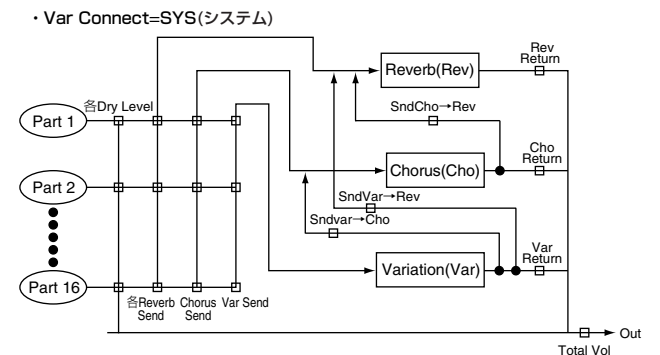 ・Var Connect=SYS(システム)
Rev
Return
Reverb(Rev)
各Dry Level
SndCho→Rev
Part 1
Cho
Return
Chorus(Cho)
Part 2
SndVar→Rev
Sndvar→Cho
Var
Return
Variation(Var)
Part 16
各Reverb
Send
Chorus
Send
Var Send
Out
Total Vol